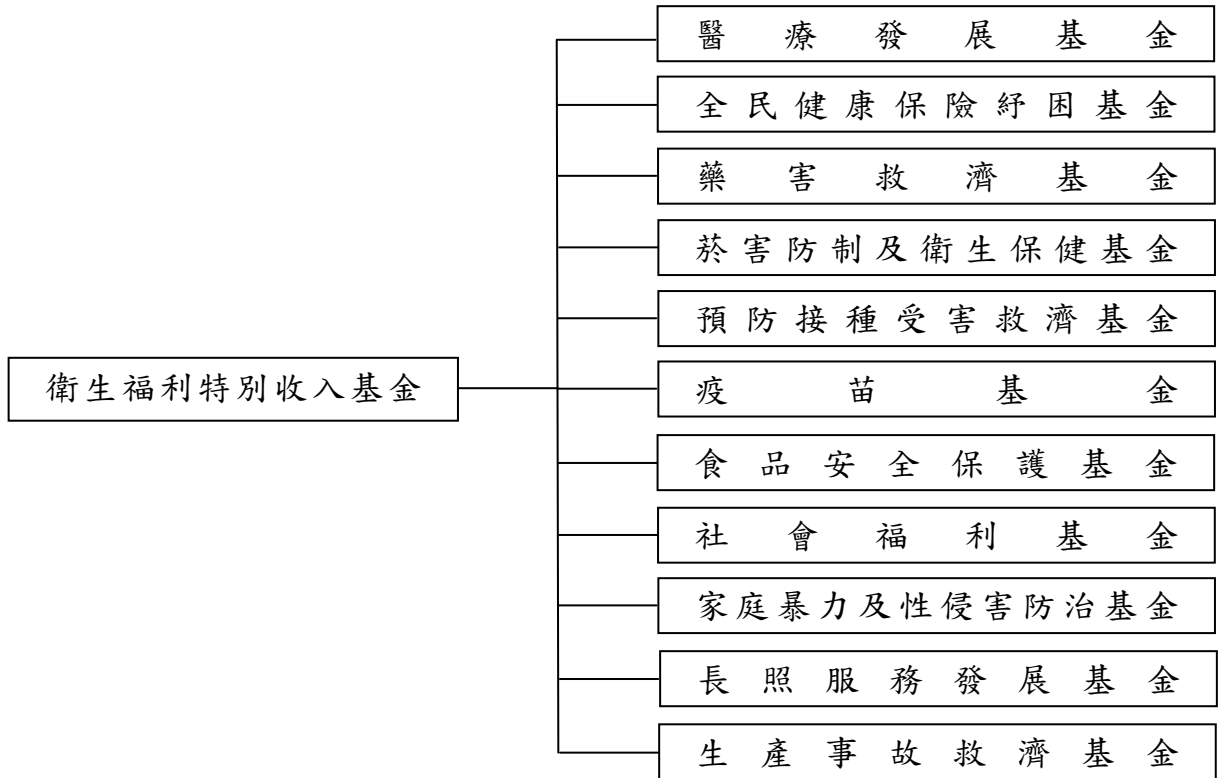 醫療發展基金
全民健康保險紓困基金
藥害救濟基金
菸害防制及衛生保健基金
預防接種受害救濟基金
衛生福利特別收入基金
疫苗基金
食品安全保護基金
社會福利基金
家庭暴力及性侵害防治基金
長照服務發展基金
生產事故救濟基金